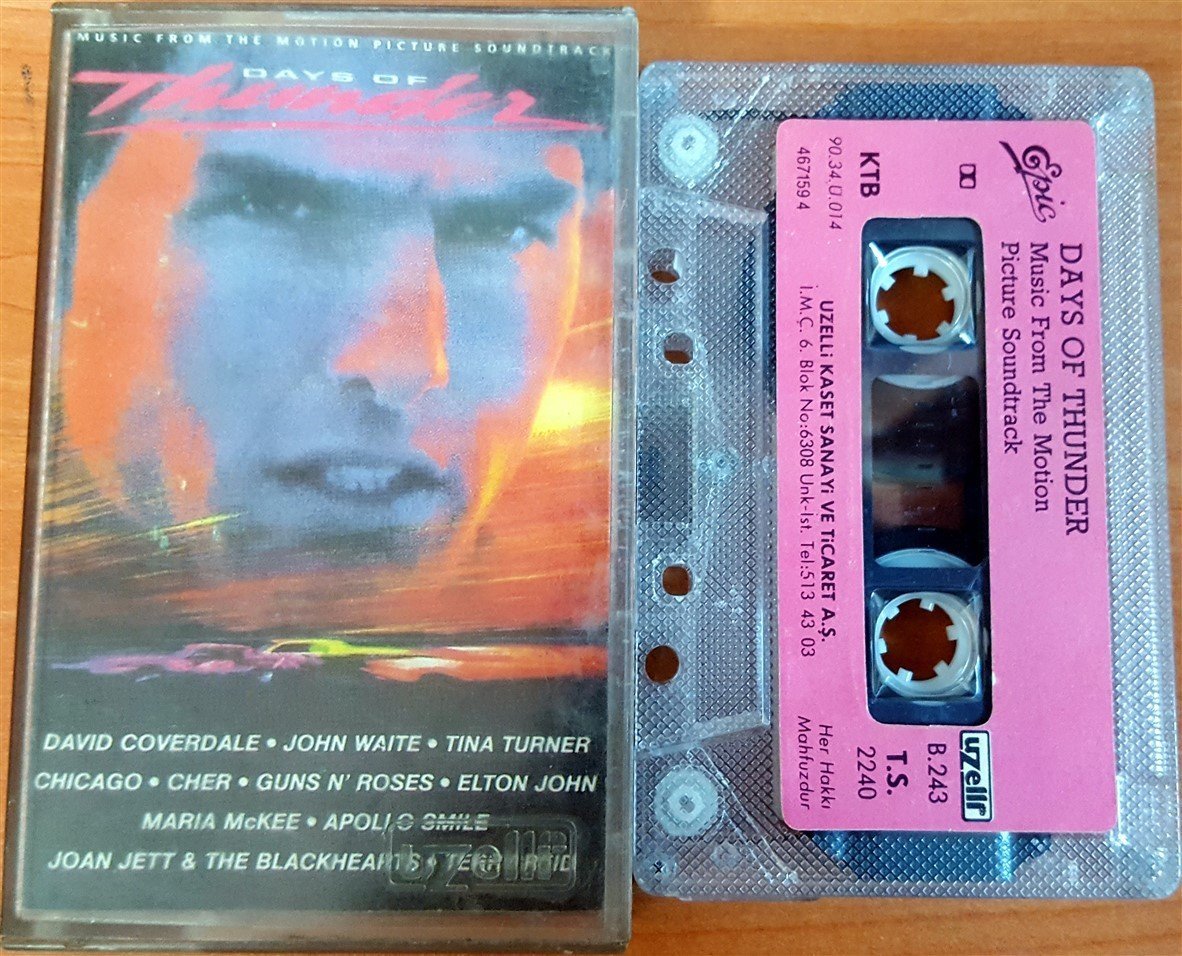 MUSIC FROM THE MOTION PICTURE SOUNDTRACK
DAYS OF
Thunder
DAVID COVERDALE • JOHN WAITE • TINA TURNER
CHICAGO • CHER • GUNS N' ROSES • ELTON JOHN
MARIA McKEE • APOLLO SMILE
JOAN JETT & THE BLACKHEARTS • TERRY REID
uzelli
Epic
DAYS OF THUNDER
Music From The Motion
Picture Soundtrack
KTB
90.34.Ü.014
467159 4
uzelli
B.243
T.S.
2240
UZELLi KASET SANAYi VE TiCARET A.Ş.
İ.M.Ç. 6. Blok No:6308 Unk-İst. Tel:513 43 03
Her Hakkı
Mahfuzdur